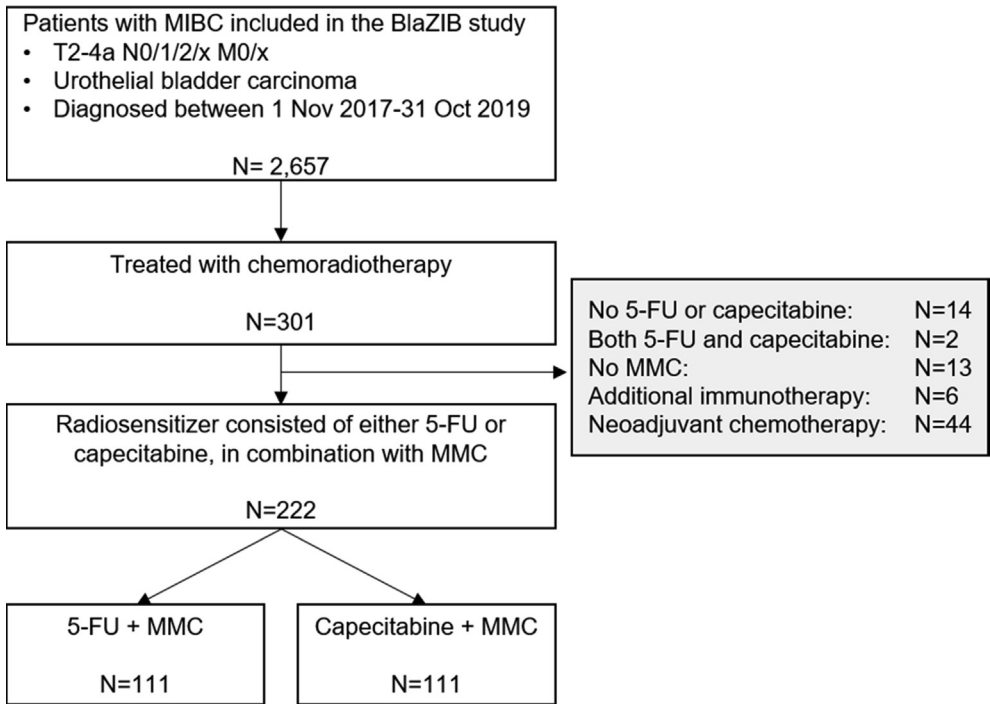 Patients with MIBC included in the BlaZIB study
• T2-4a N0/1/2/x M0/x
• Urothelial bladder carcinoma
• Diagnosed between 1 Nov 2017-31 Oct 2019
N= 2,657
Treated with chemoradiotherapy
N=301
No 5-FU or capecitabine: N=14
Both 5-FU and capecitabine: N=2
No MMC: N=13
Additional immunotherapy: N=6
Neoadjuvant chemotherapy: N=44
Radiosensitizer consisted of either 5-FU or
capecitabine, in combination with MMC
N=222
5-FU + MMC
N=111
Capecitabine + MMC
N=111